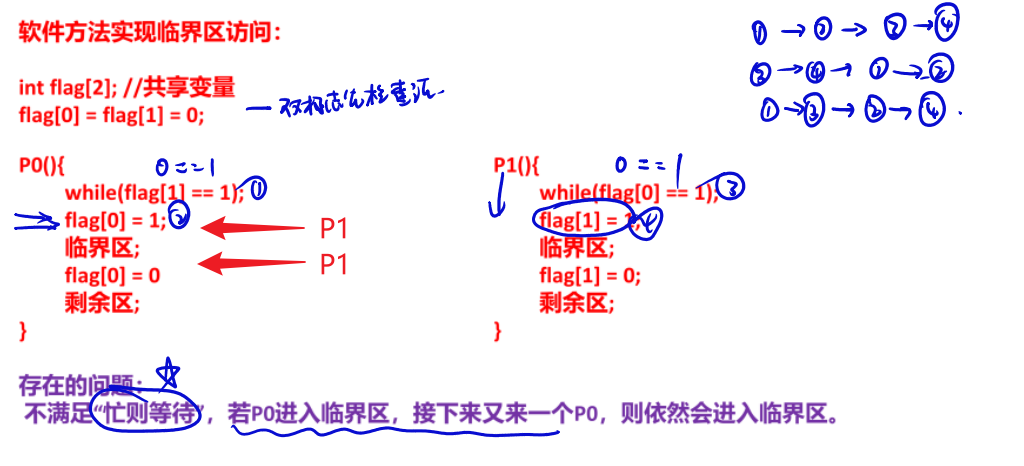 软件方法实现临界区访问：
① → ② → ③ → ④
③ → ④ → ① → ②
① → ③ → ② → ④ .
int flag[2]; //共享变量
flag[0] = flag[1] = 0;
— 双标志先检查法.
P0(){ 0 == 1
while(flag[1] == 1); ①
flag[0] = 1; ②
P1
临界区;
P1
flag[0] = 0
剩余区;
}
P1(){ 0 == 1
while(flag[0] == 1); ③
flag[1] = 1; ④
临界区;
flag[1] = 0;
剩余区;
}
存在的问题：
不满足“忙则等待”，若P0进入临界区，接下来又来一个P0，则依然会进入临界区。